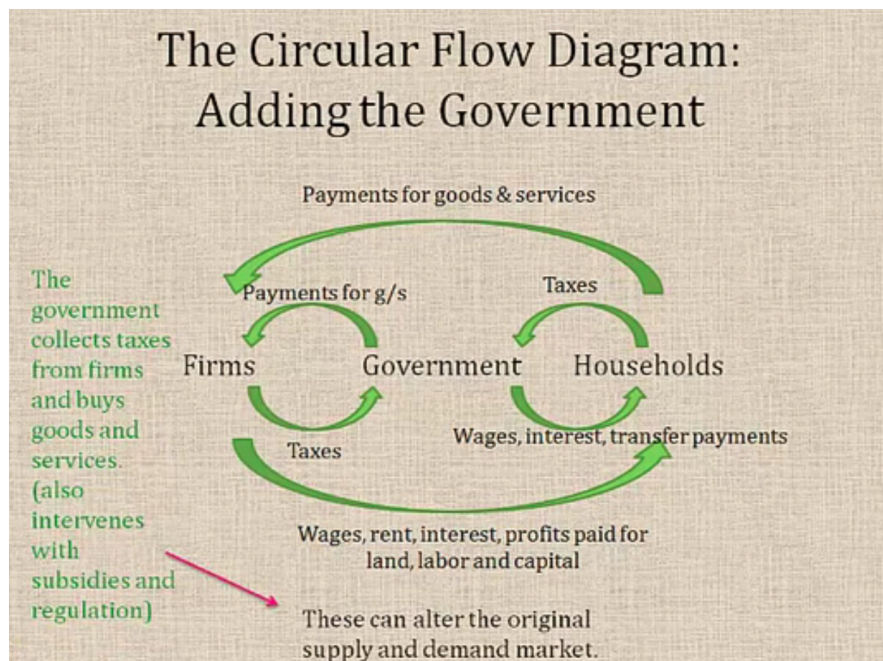 The Circular Flow Diagram:
Adding the Government
Payments for goods & services
The
government
collects taxes
from firms
and buys
goods and
services.
(also
intervenes
with
subsidies and
regulation)
Payments for g/s
Taxes
Firms
Government
Households
Taxes
Wages, interest, transfer payments
Wages, rent, interest, profits paid for
land, labor and capital
These can alter the original
supply and demand market.